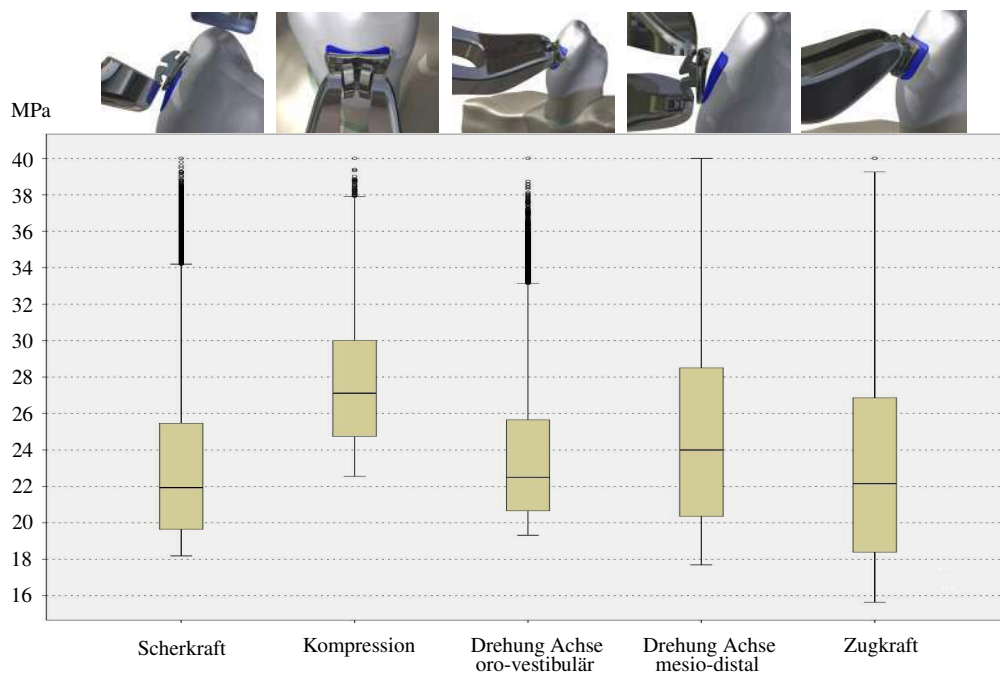 MPa
40
38
36
34
32
30
28
26
24
22
20
18
16
Scherkraft
Kompression
Drehung Achse
oro-vestibulär
Drehung Achse
mesio-distal
Zugkraft